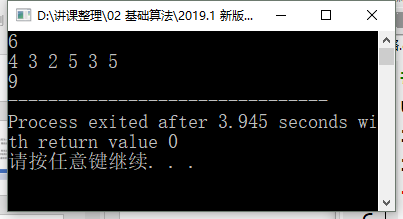 D:\讲课整理\02 基础算法\2019.1 新版...
6
4 3 2 5 3 5
9
--------------------------------
Process exited after 3.945 seconds wi
th return value 0
请按任意键继续. . .